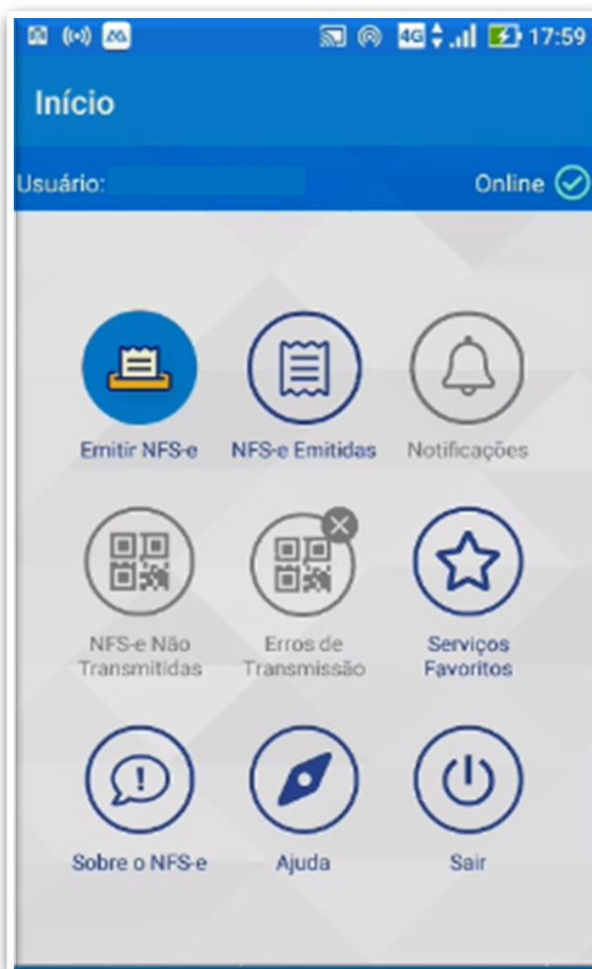 4G 17:59
Início
Usuário: Online
Emitir NFS-e NFS-e Emitidas Notificações
NFS-e Não Erros de Serviços
Transmitidas Transmissão Favoritos
Sobre o NFS-e Ajuda Sair